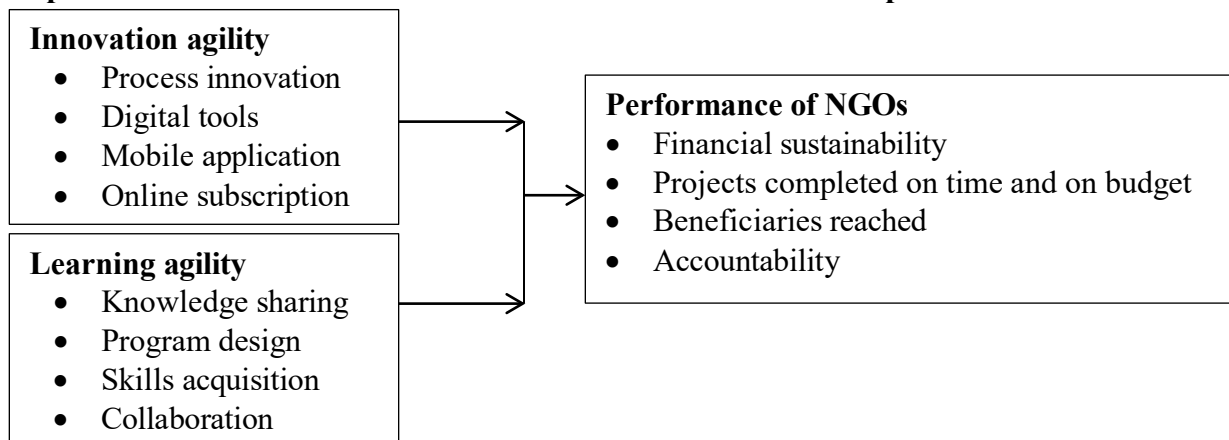 Innovation agility
• Process innovation
• Digital tools
• Mobile application
• Online subscription
Learning agility
• Knowledge sharing
• Program design
• Skills acquisition
• Collaboration
Performance of NGOs
• Financial sustainability
• Projects completed on time and on budget
• Beneficiaries reached
• Accountability